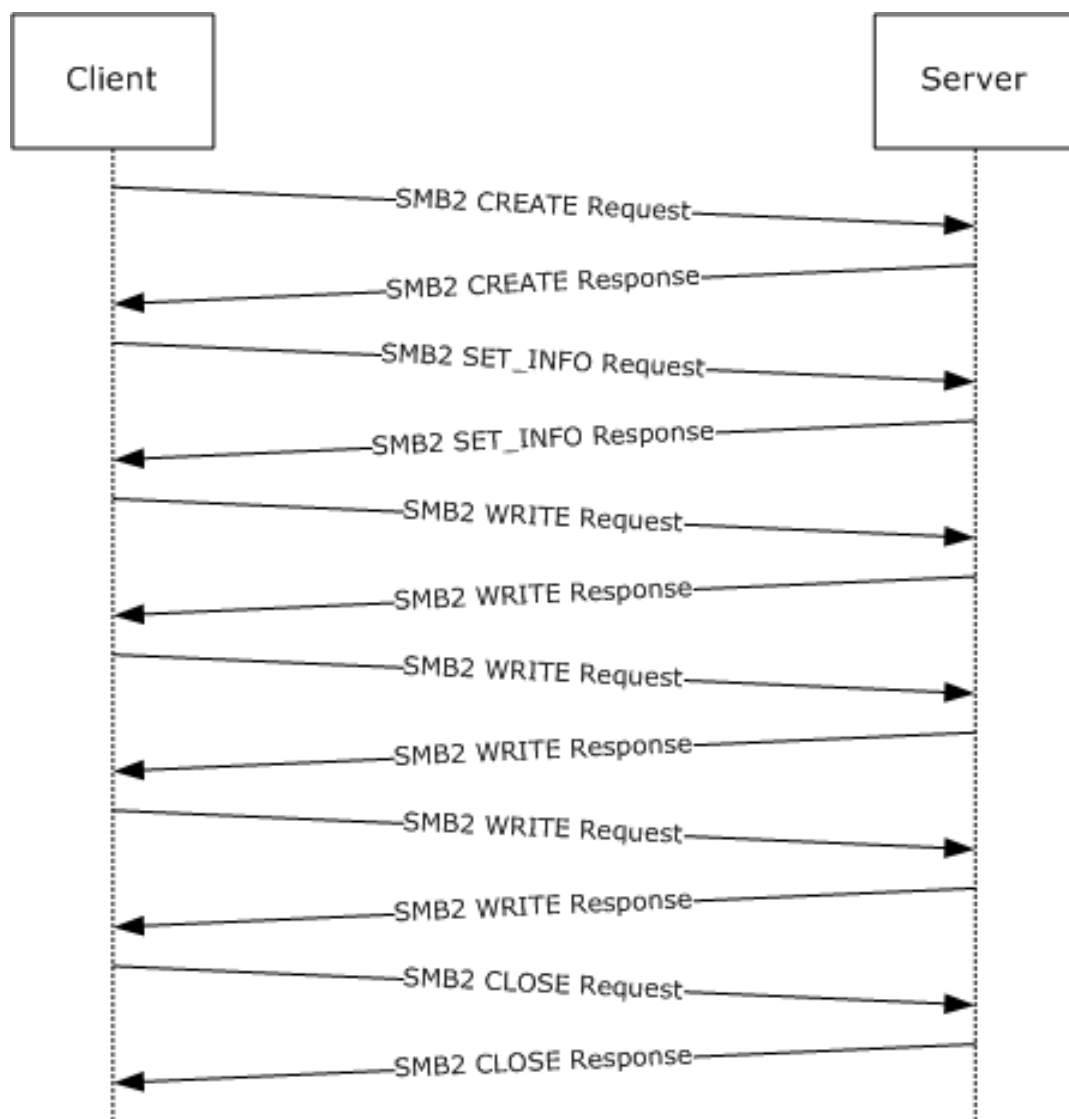 Client
Server
SMB2 CREATE Request
SMB2 CREATE Response
SMB2 SET_INFO Request
SMB2 SET_INFO Response
SMB2 WRITE Request
SMB2 WRITE Response
SMB2 WRITE Request
SMB2 WRITE Response
SMB2 WRITE Request
SMB2 WRITE Response
SMB2 CLOSE Request
SMB2 CLOSE Response